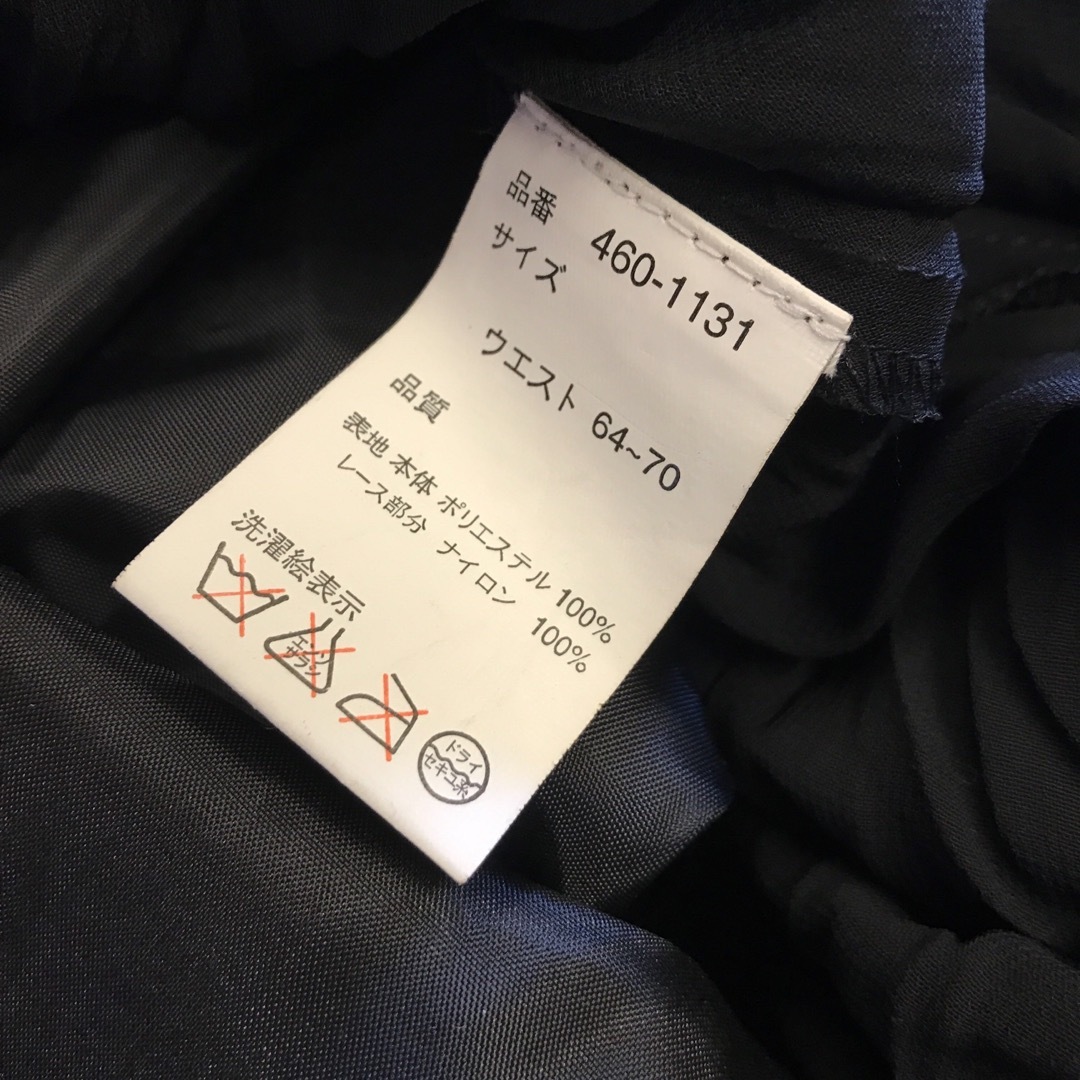 品番 460-1131
サイズ
ウエスト 64~70
品質
表地 本体 ポリエステル 100%
レース部分 ナイロン 100%
洗濯絵表示
エンソ
サラシ
ドライ
セキユ系